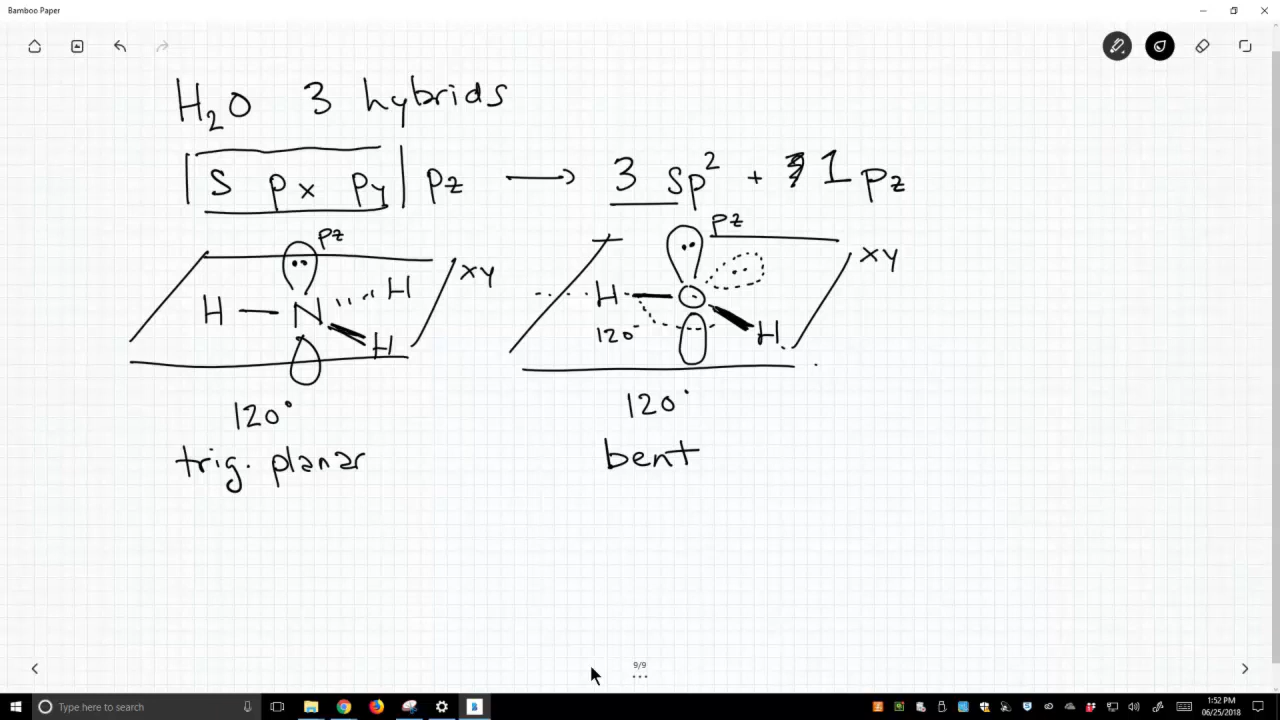 Bamboo Paper
H2O 3 hybrids
s px py pz → 3 sp² + 1 pz
pz
pz
xy
xy
H N H
H
H O
H
120°
120°
120°
trig. planar
bent
9/9
Type here to search
1:52 PM
06/25/2018